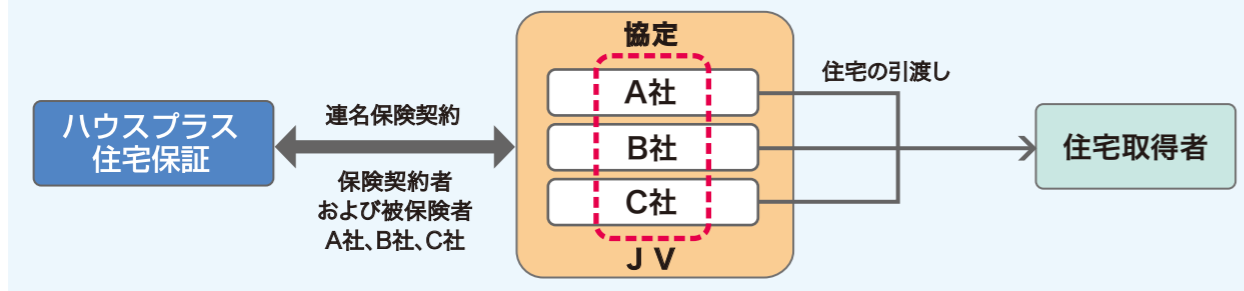 ハウスプラス
住宅保証
連名保険契約
保険契約者
および被保険者
A社、B社、C社
協定
A社
B社
C社
J V
住宅の引渡し
住宅取得者